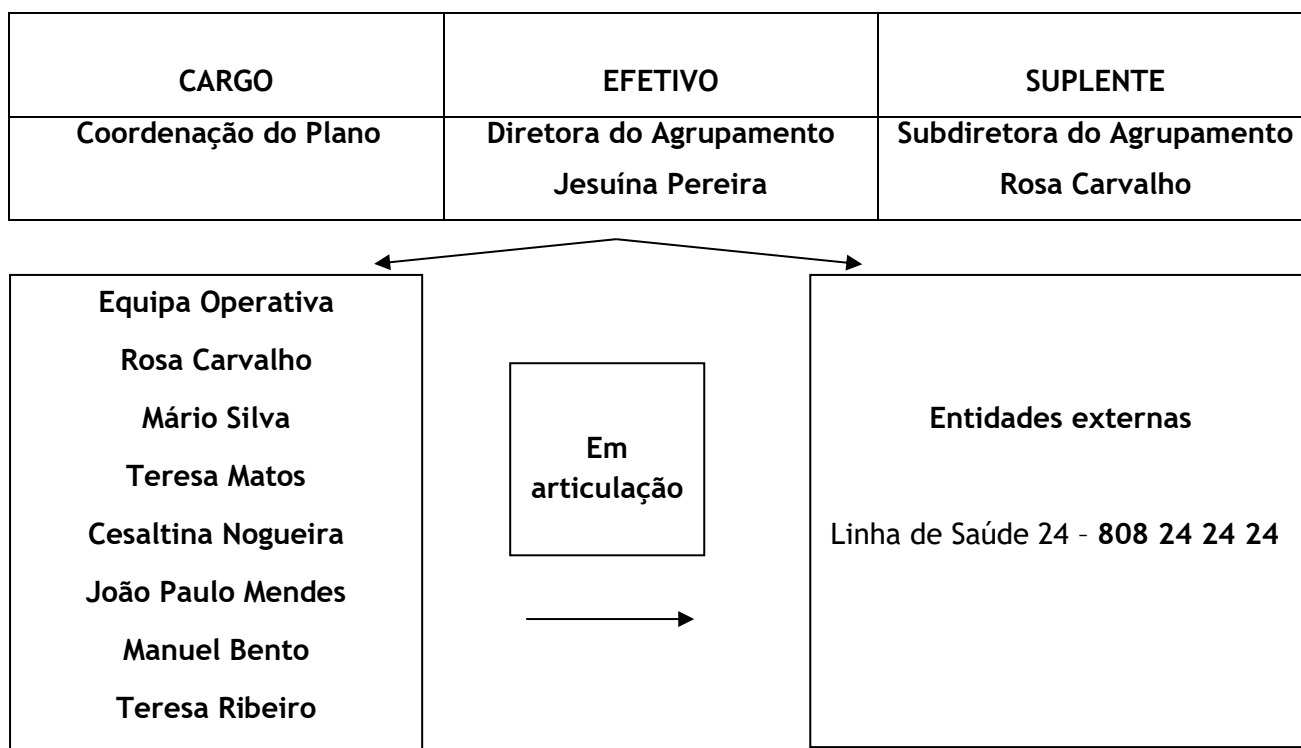 CARGO
EFETIVO
SUPLENTE
Coordenação do Plano
Diretora do Agrupamento
Jesuína Pereira
Subdiretora do Agrupamento
Rosa Carvalho
Equipa Operativa
Rosa Carvalho
Mário Silva
Teresa Matos
Cesaltina Nogueira
João Paulo Mendes
Manuel Bento
Teresa Ribeiro
Em
articulação
Entidades externas
Linha de Saúde 24 – 808 24 24 24